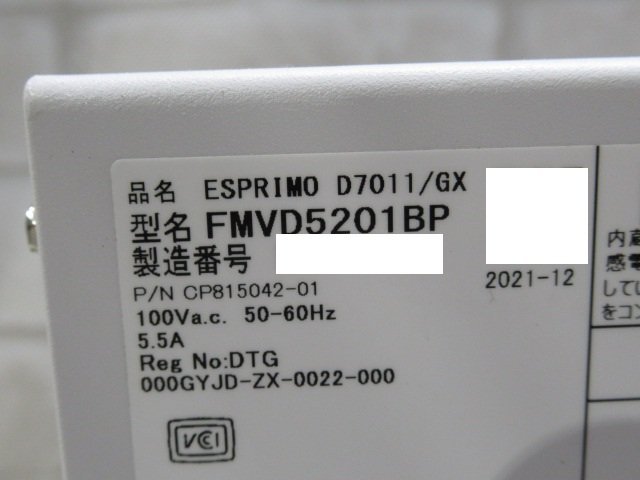 品名 ESPRIMO D7011/GX
型名 FMVD5201BP
製造番号
P/N CP815042-01
2021-12
100Va.c. 50-60Hz
5.5A
Reg No:DTG
000GYJD-ZX-0022-000
VCI
内蔵
感電
してい
をコン